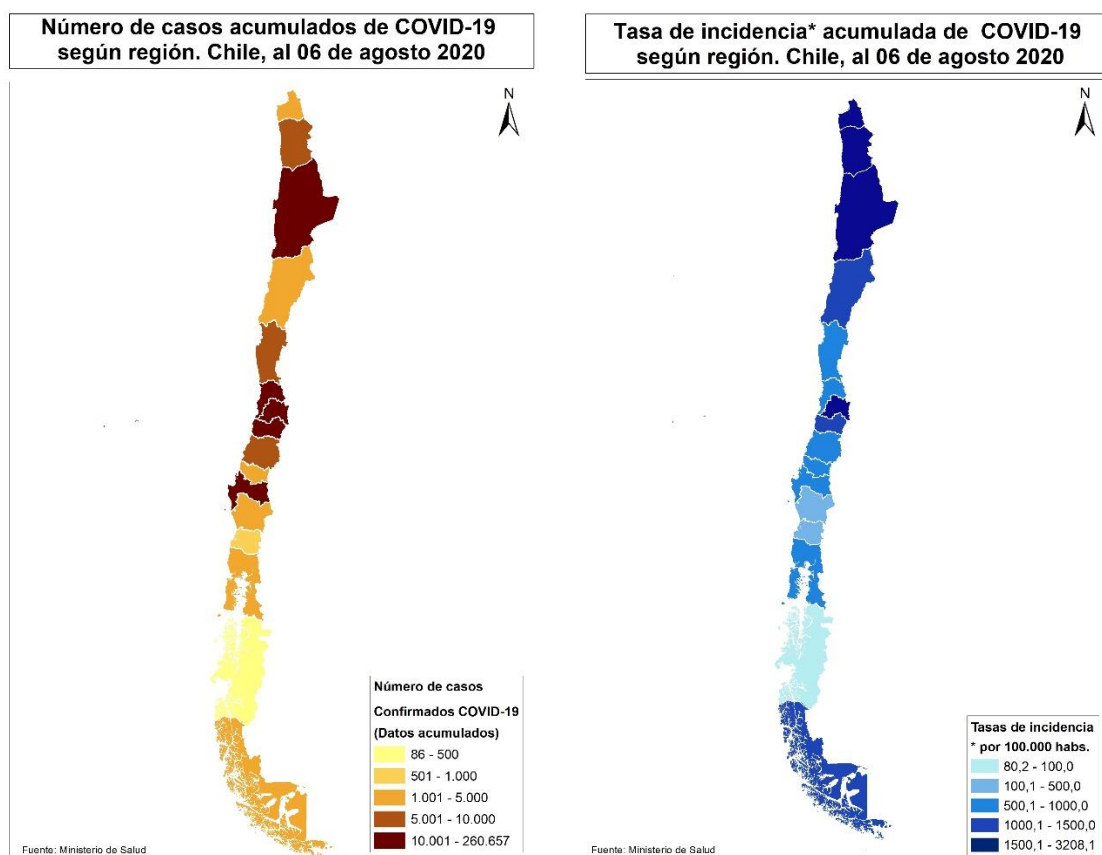 Número de casos acumulados de COVID-19
según región. Chile, al 06 de agosto 2020
N
Número de casos
Confirmados COVID-19
(Datos acumulados)
86 - 500
501 - 1.000
1.001 - 5.000
5.001 - 10.000
10.001 - 260.657
Fuente: Ministerio de Salud
Tasa de incidencia* acumulada de COVID-19
según región. Chile, al 06 de agosto 2020
N
Tasas de incidencia
* por 100.000 habs.
80,2 - 100,0
100,1 - 500,0
500,1 - 1000,0
1000,1 - 1500,0
1500,1 - 3208,1
Fuente: Ministerio de Salud